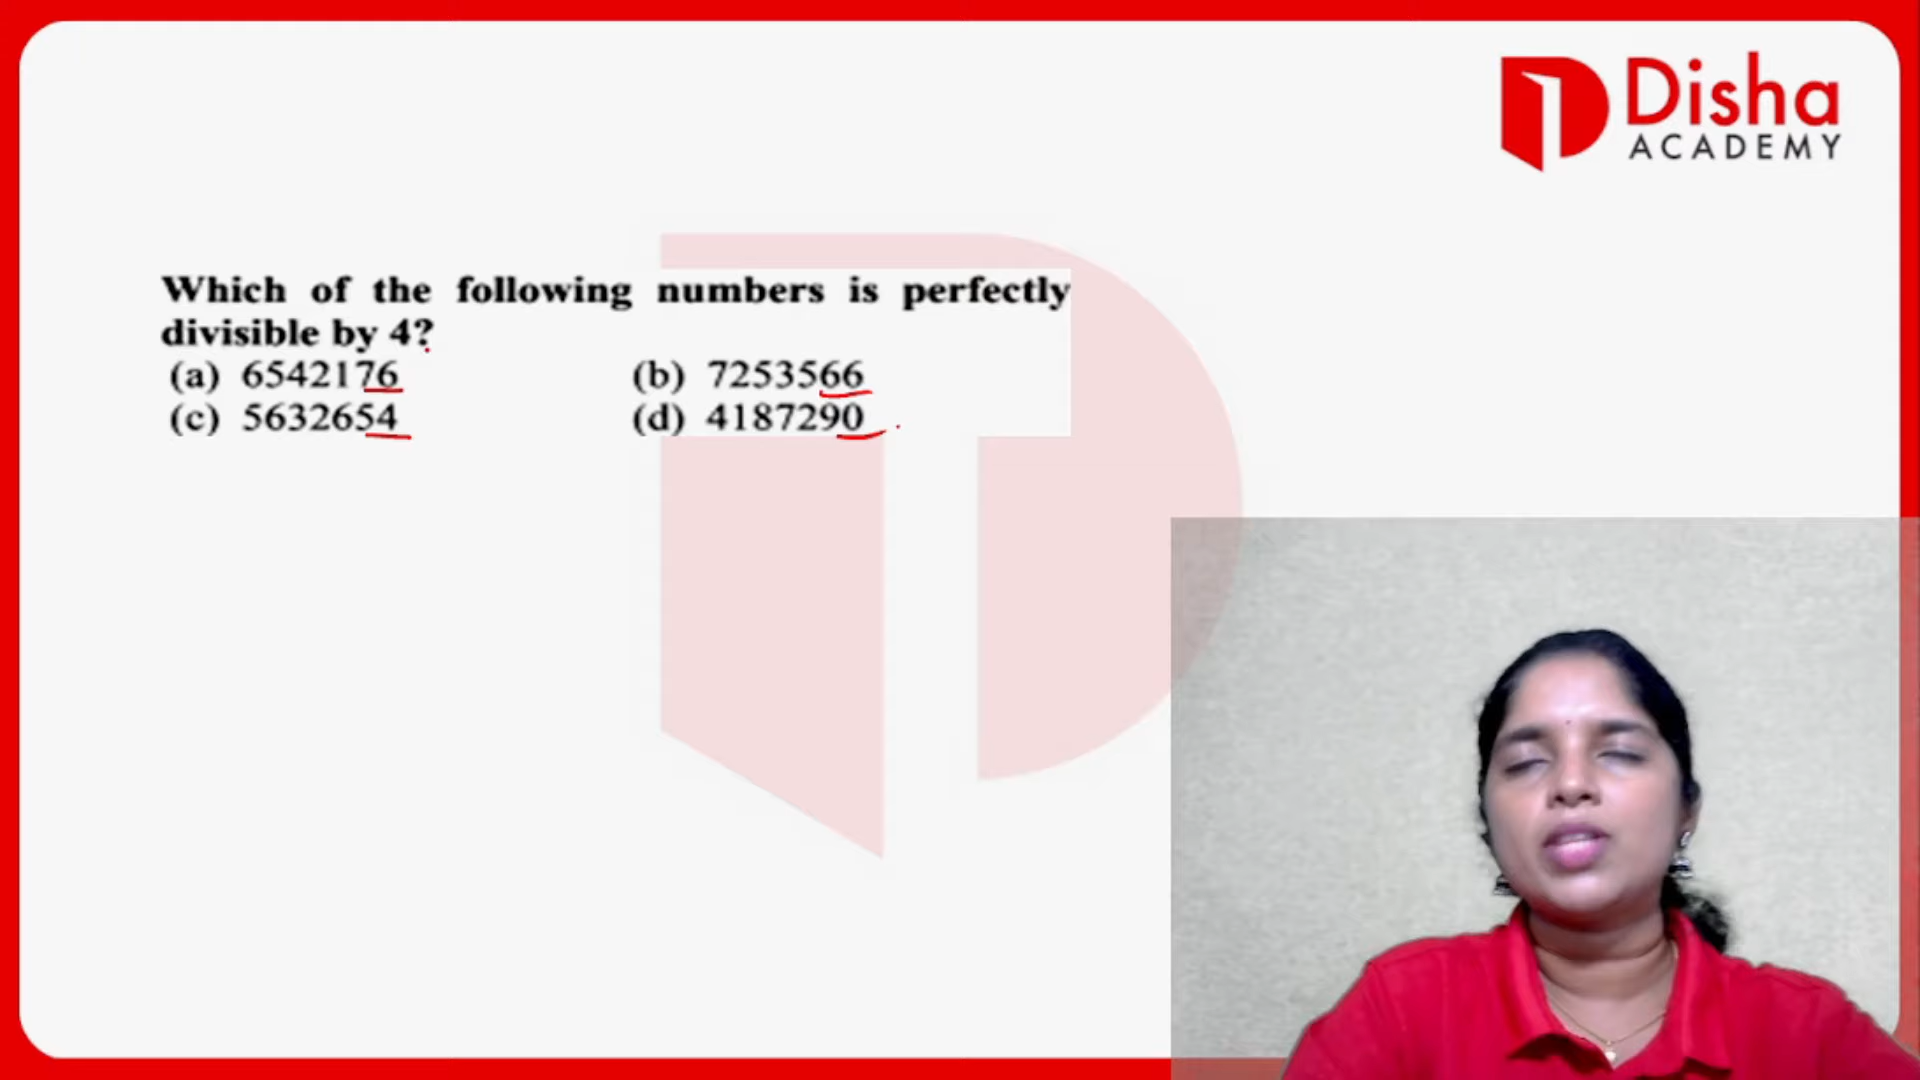 Disha
ACADEMY
Which of the following numbers is perfectly
divisible by 4?
(a) 6542176 (b) 7253566
(c) 5632654 (d) 4187290